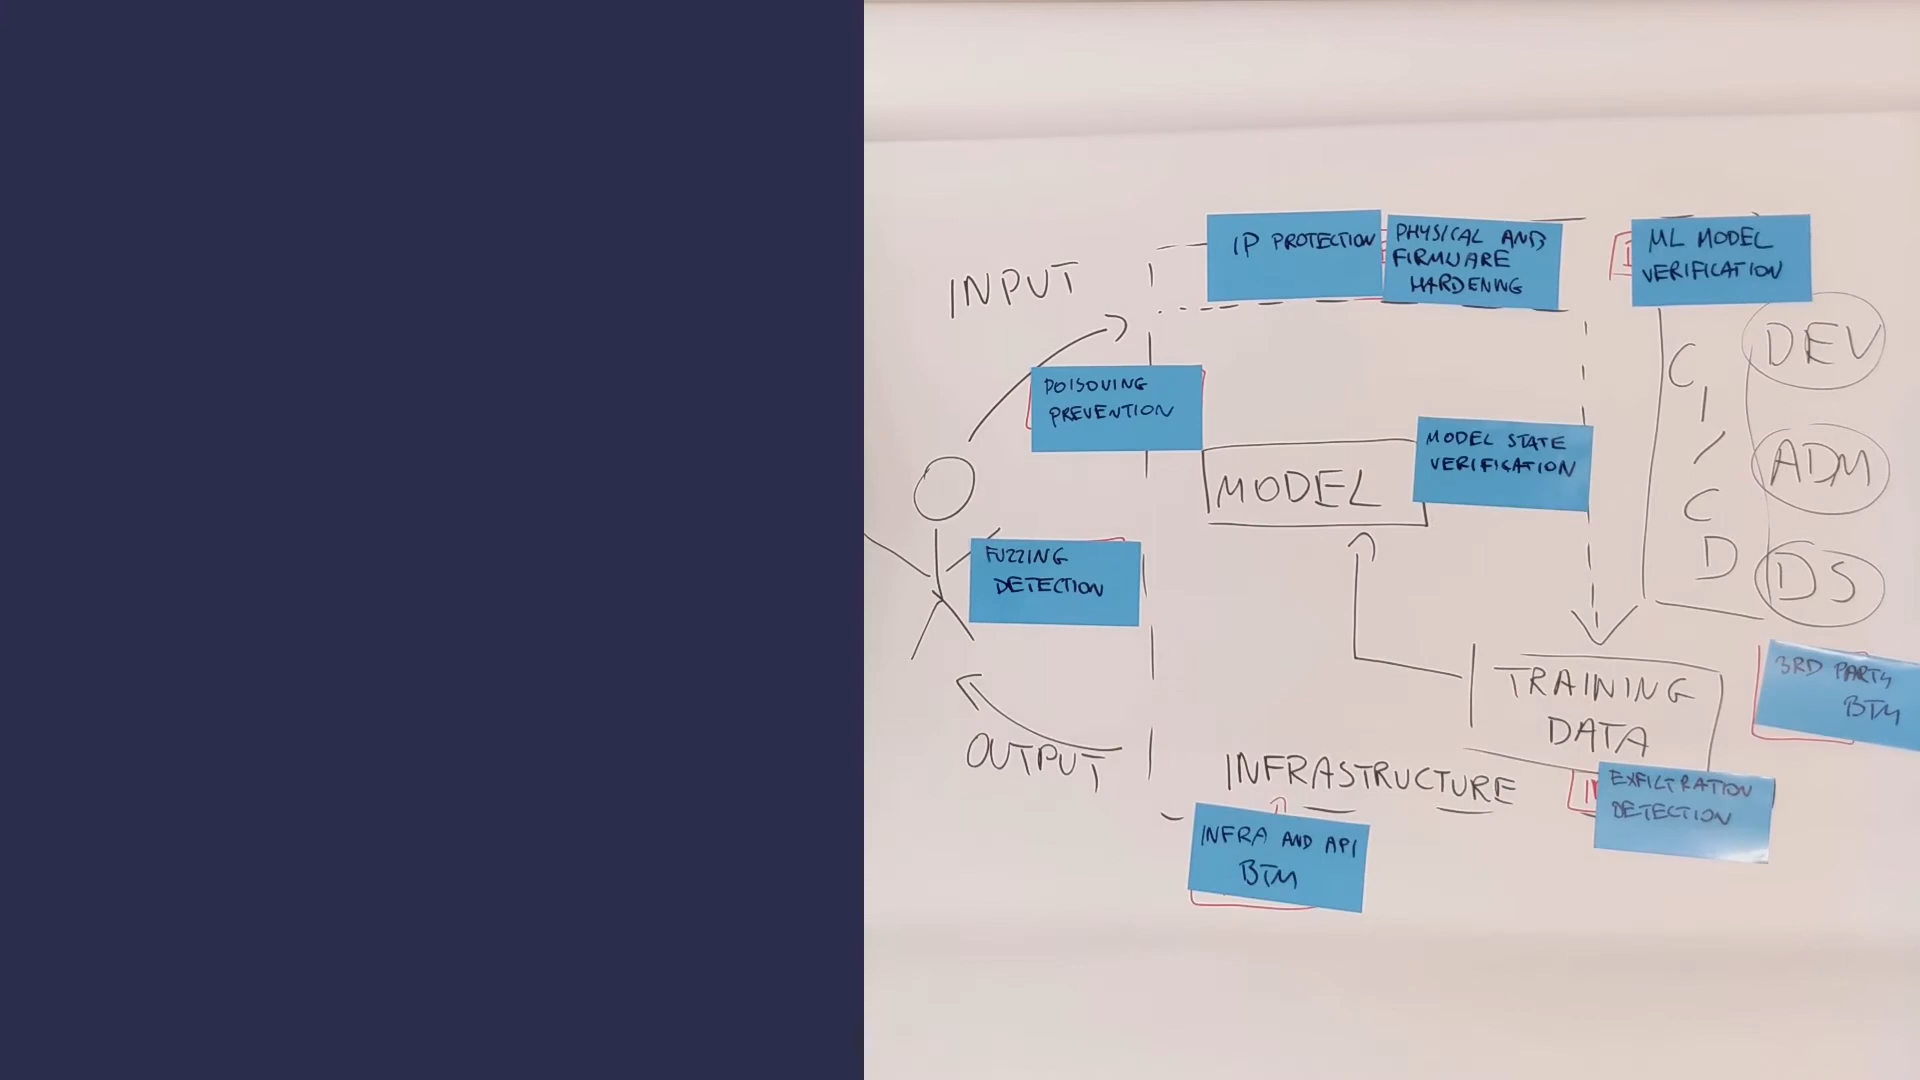 IP PROTECTION
PHYSICAL AND
FIRMWARE
HARDENING
ML MODEL
VERIFICATION
INPUT
DEV
C
I
/
C
D
POISONING
PREVENTION
MODEL STATE
VERIFICATION
MODEL
ADM
FUZZING
DETECTION
DS
3RD PARTY
BTM
TRAINING
DATA
OUTPUT
INFRASTRUCTURE
EXFILTRATION
DETECTION
INFRA AND API
BTM